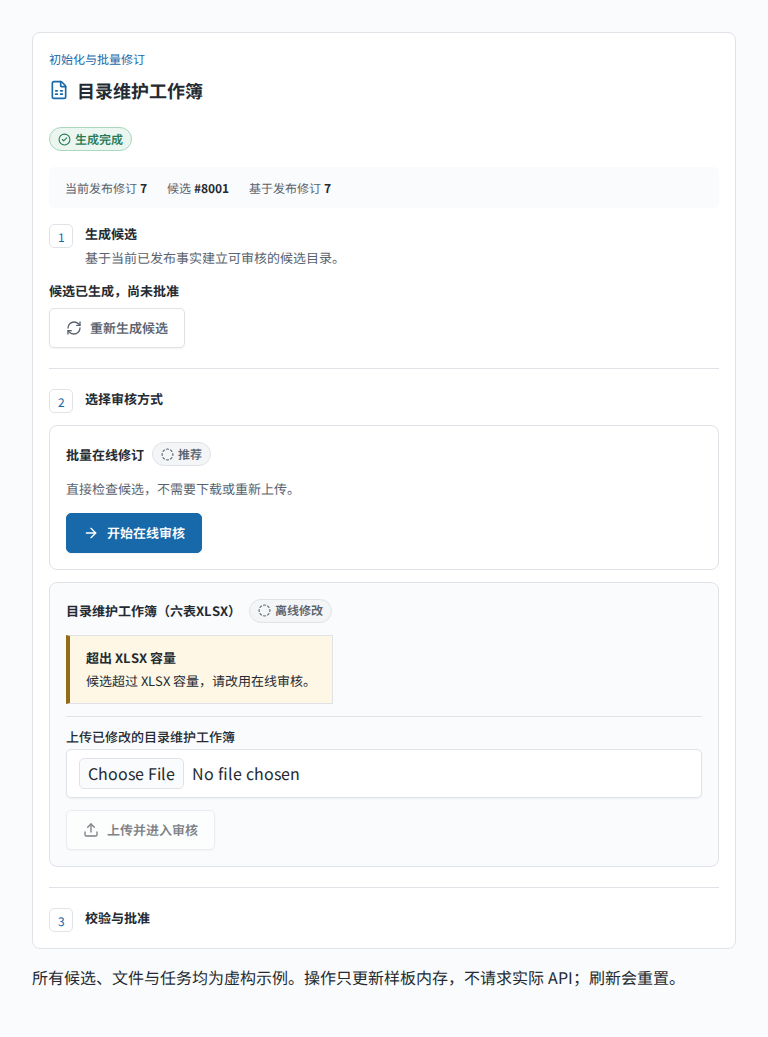 初始化与批量修订
目录维护工作簿
生成完成
当前发布修订 7 候选 #8001 基于发布修订 7
1 生成候选
基于当前已发布事实建立可审核的候选目录。
候选已生成，尚未批准
重新生成候选
2 选择审核方式
批量在线修订 推荐
直接检查候选，不需要下载或重新上传。
开始在线审核
目录维护工作簿（六表XLSX） 离线修改
超出 XLSX 容量
候选超过 XLSX 容量，请改用在线审核。
上传已修改的目录维护工作簿
Choose File No file chosen
上传并进入审核
3 校验与批准
所有候选、文件与任务均为虚构示例。操作只更新样板内存，不请求实际 API；刷新会重置。